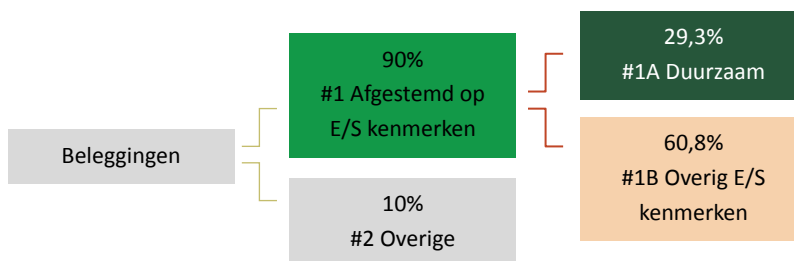 Beleggingen
90%
#1 Afgestemd op
E/S kenmerken
10%
#2 Overige
29,3%
#1A Duurzaam
60,8%
#1B Overig E/S
kenmerken